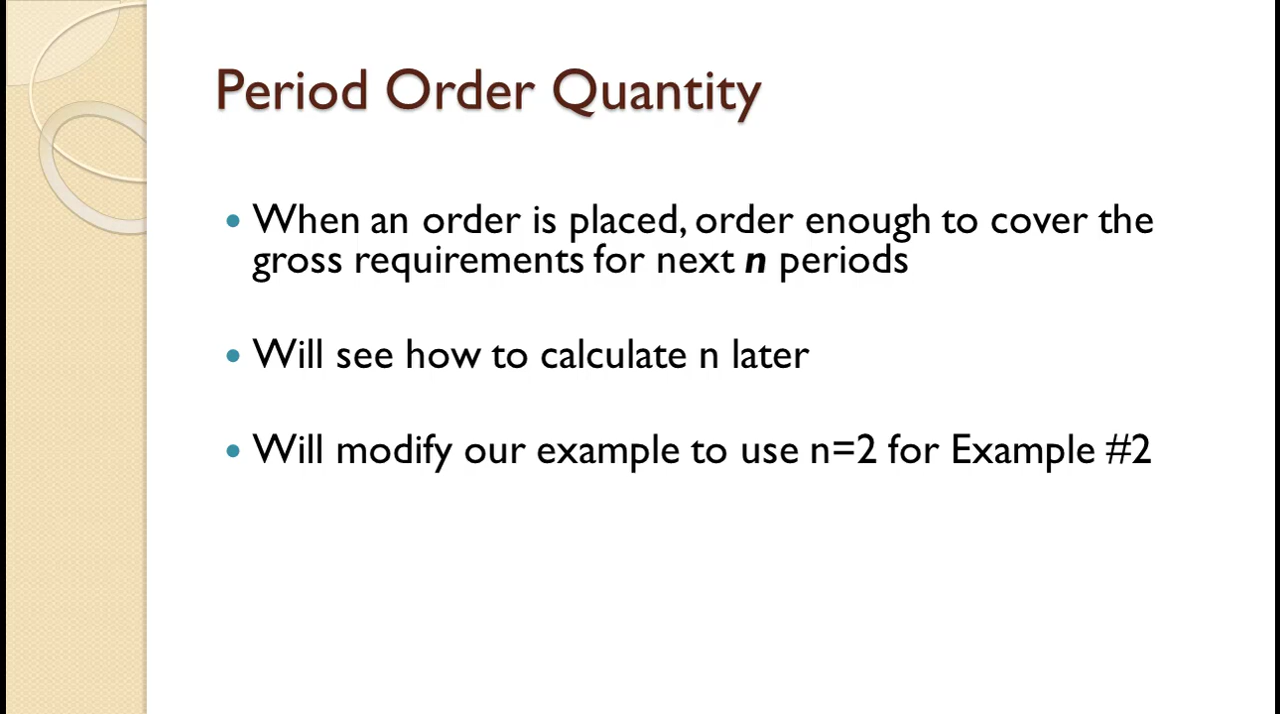 Period Order Quantity
• When an order is placed, order enough to cover the
gross requirements for next n periods
• Will see how to calculate n later
• Will modify our example to use n=2 for Example #2